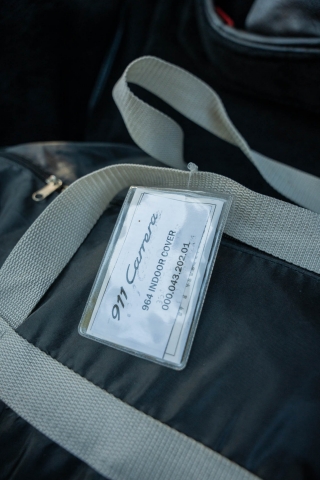 911 Carrera
964 INDOOR COVER
000.043.202.01